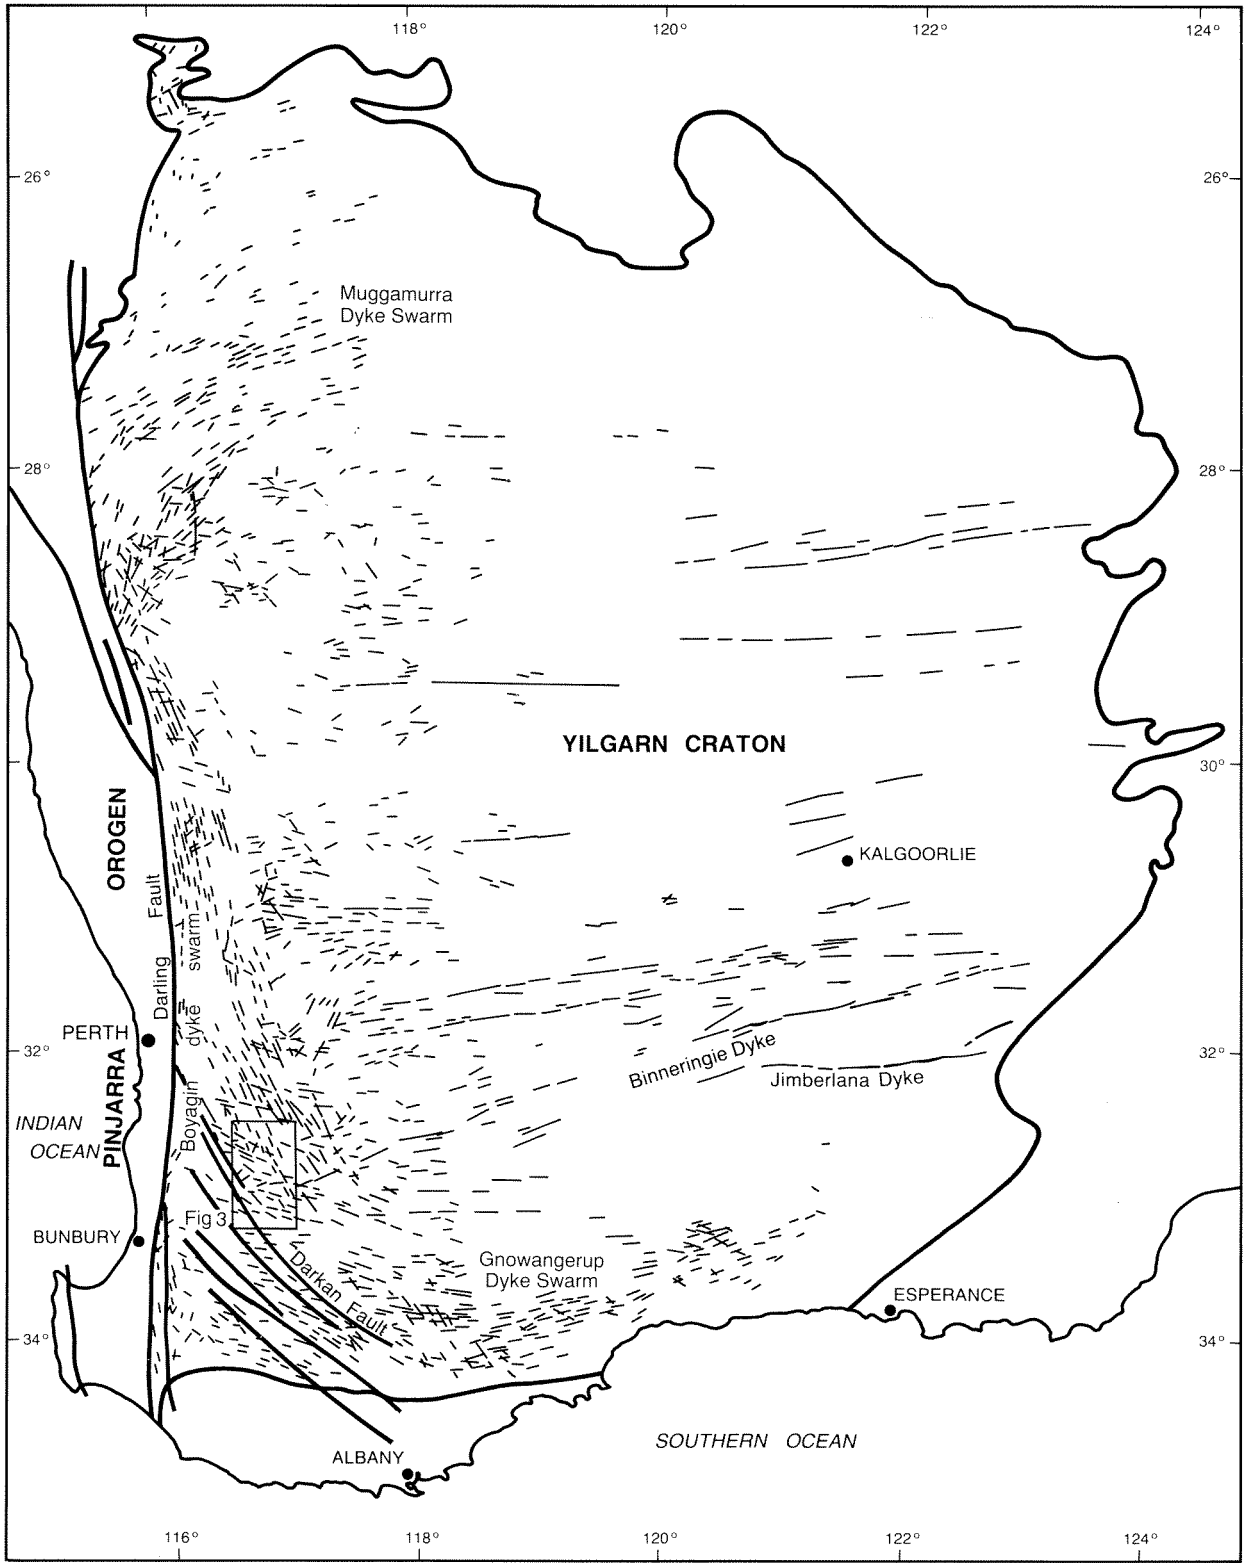 118° 120° 122° 124°
26° 26°
Muggamurra
Dyke Swarm
28° 28°
YILGARN CRATON
30°
PINJARRA OROGEN
KALGOORLIE
Darling Fault
Boyagin dyke swarm
PERTH
32° 32°
Binneringie Dyke
Jimberlana Dyke
INDIAN
OCEAN
Fig 3
BUNBURY
Darkan Fault
Gnowangerup
Dyke Swarm
ESPERANCE
34° 34°
SOUTHERN OCEAN
ALBANY
116° 118° 120° 122° 124°